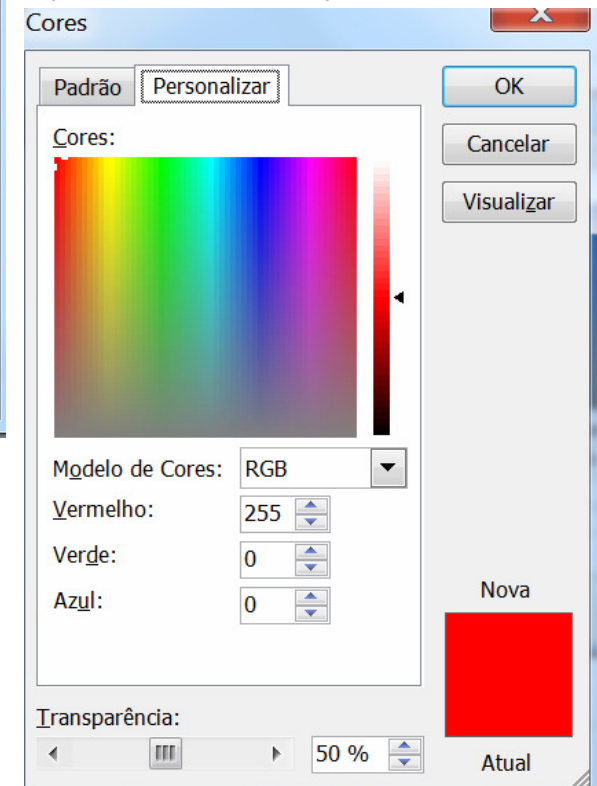 Cores
Padrão Personalizar
OK
Cores:
Cancelar
Visualizar
Modelo de Cores: RGB
Vermelho: 255
Verde: 0
Azul: 0
Nova
Transparência:
50 %
Atual